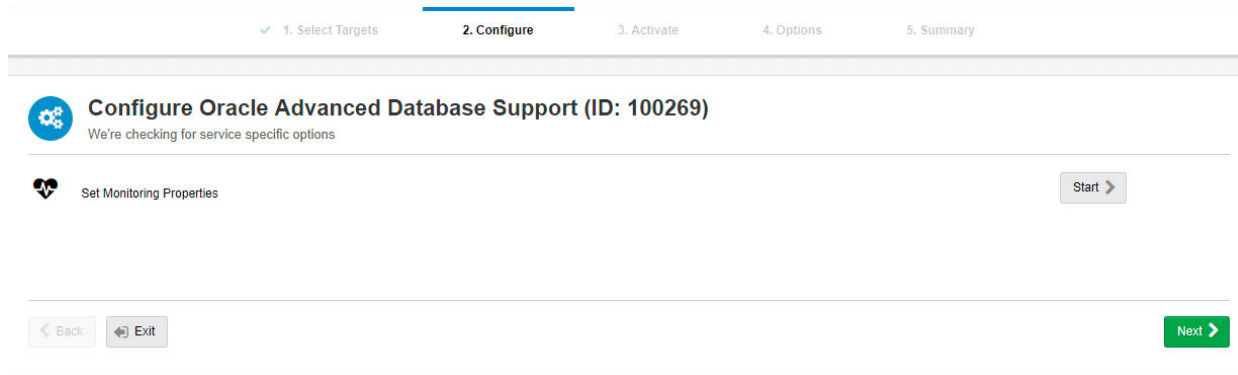 1. Select Targets 2. Configure 3. Activate 4. Options 5. Summary
Configure Oracle Advanced Database Support (ID: 100269)
We're checking for service specific options
Set Monitoring Properties Start
Back Exit Next